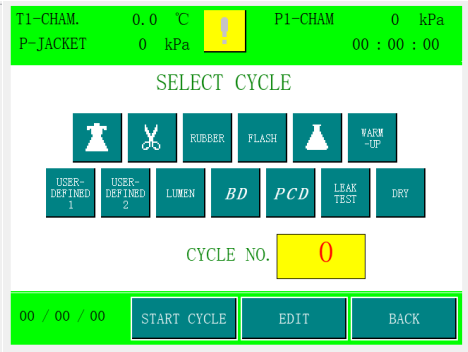 T1-CHAM. 0.0 ℃ ! P1-CHAM 0 kPa
P-JACKET 0 kPa 00 : 00 : 00
SELECT CYCLE
RUBBER FLASH WARM
~UP
USER-
DEFINED
1
USER-
DEFINED
2
LUMEN
BD
PCD
LEAK
TEST
DRY
CYCLE NO. 0
00 / 00 / 00 START CYCLE EDIT BACK